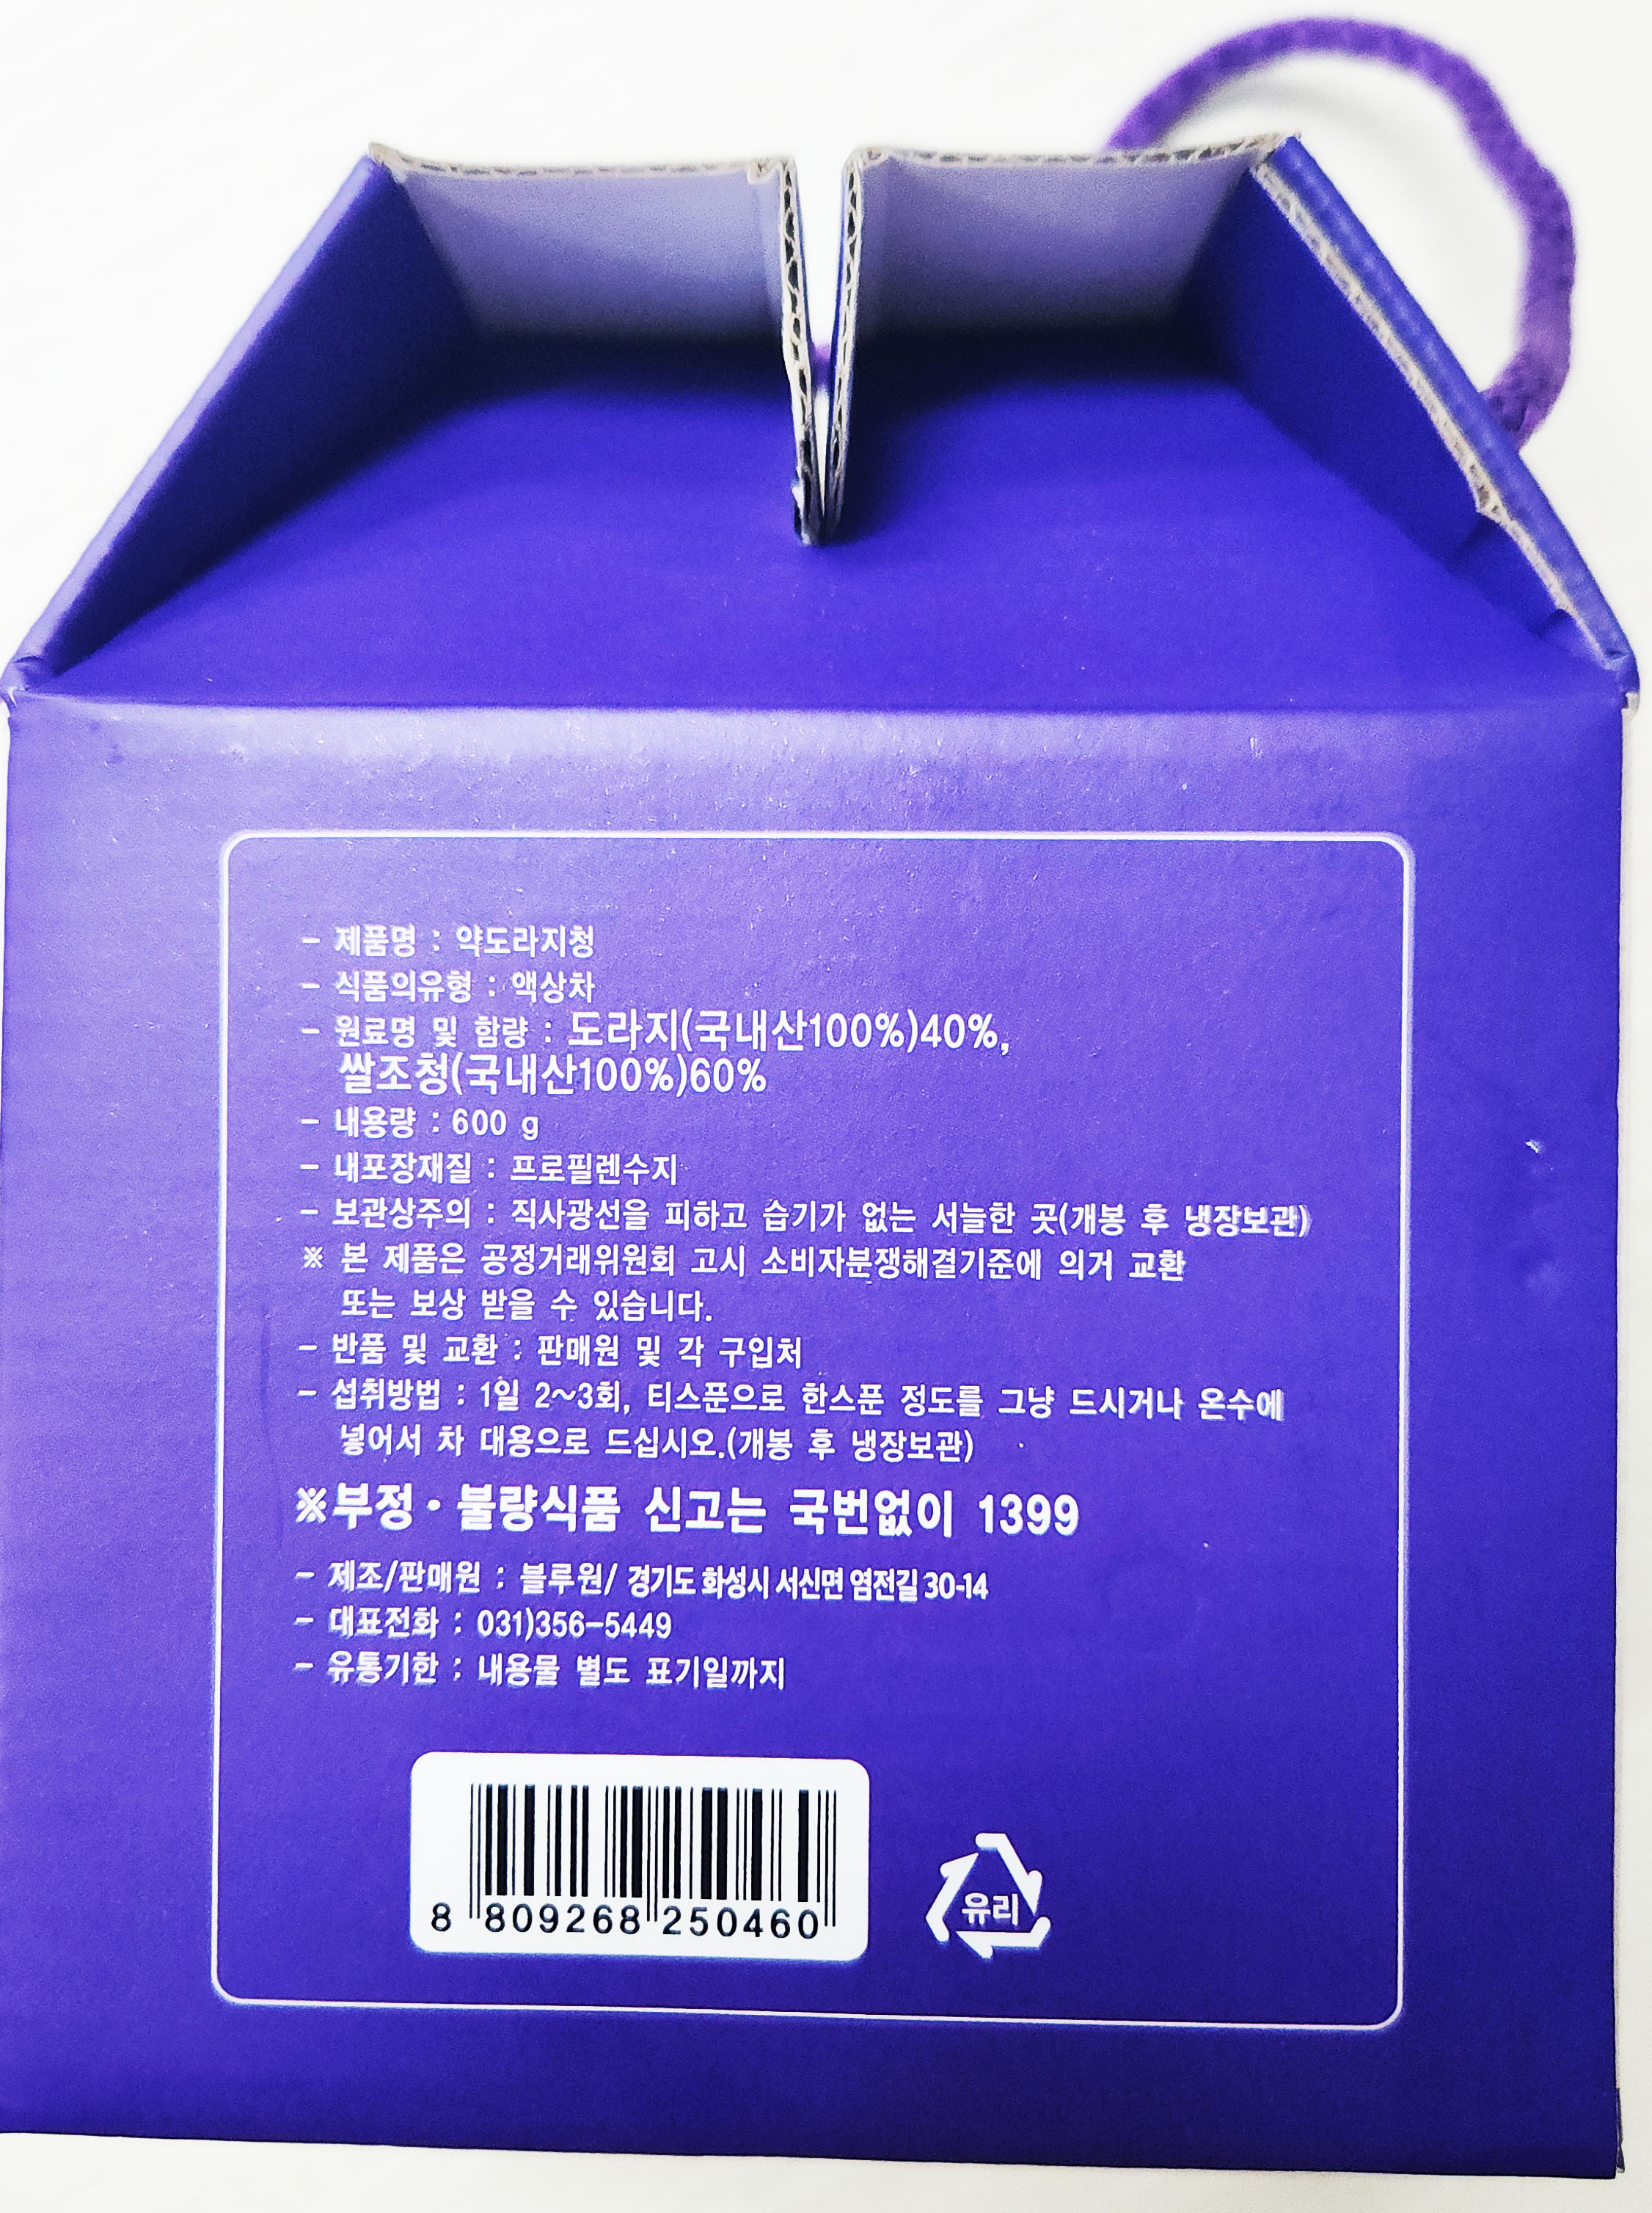 - 제품명 : 약도라지청
- 식품의유형 : 액상차
- 원료명 및 함량 : 도라지(국내산100%)40%,
쌀조청(국내산100%)60%
- 내용량 : 600 g
- 내포장재질 : 프로필렌수지
- 보관상주의 : 직사광선을 피하고 습기가 없는 서늘한 곳(개봉 후 냉장보관)
※ 본 제품은 공정거래위원회 고시 소비자분쟁해결기준에 의거 교환
또는 보상 받을 수 있습니다.
- 반품 및 교환 : 판매원 및 각 구입처
- 섭취방법 : 1일 2~3회, 티스푼으로 한스푼 정도를 그냥 드시거나 온수에
넣어서 차 대용으로 드십시오.(개봉 후 냉장보관)
※부정·불량식품 신고는 국번없이 1399
- 제조/판매원 : 블루원/ 경기도 화성시 서신면 염전길 30-14
- 대표전화 : 031)356-5449
- 유통기한 : 내용물 별도 표기일까지
8 809268 250460
유리